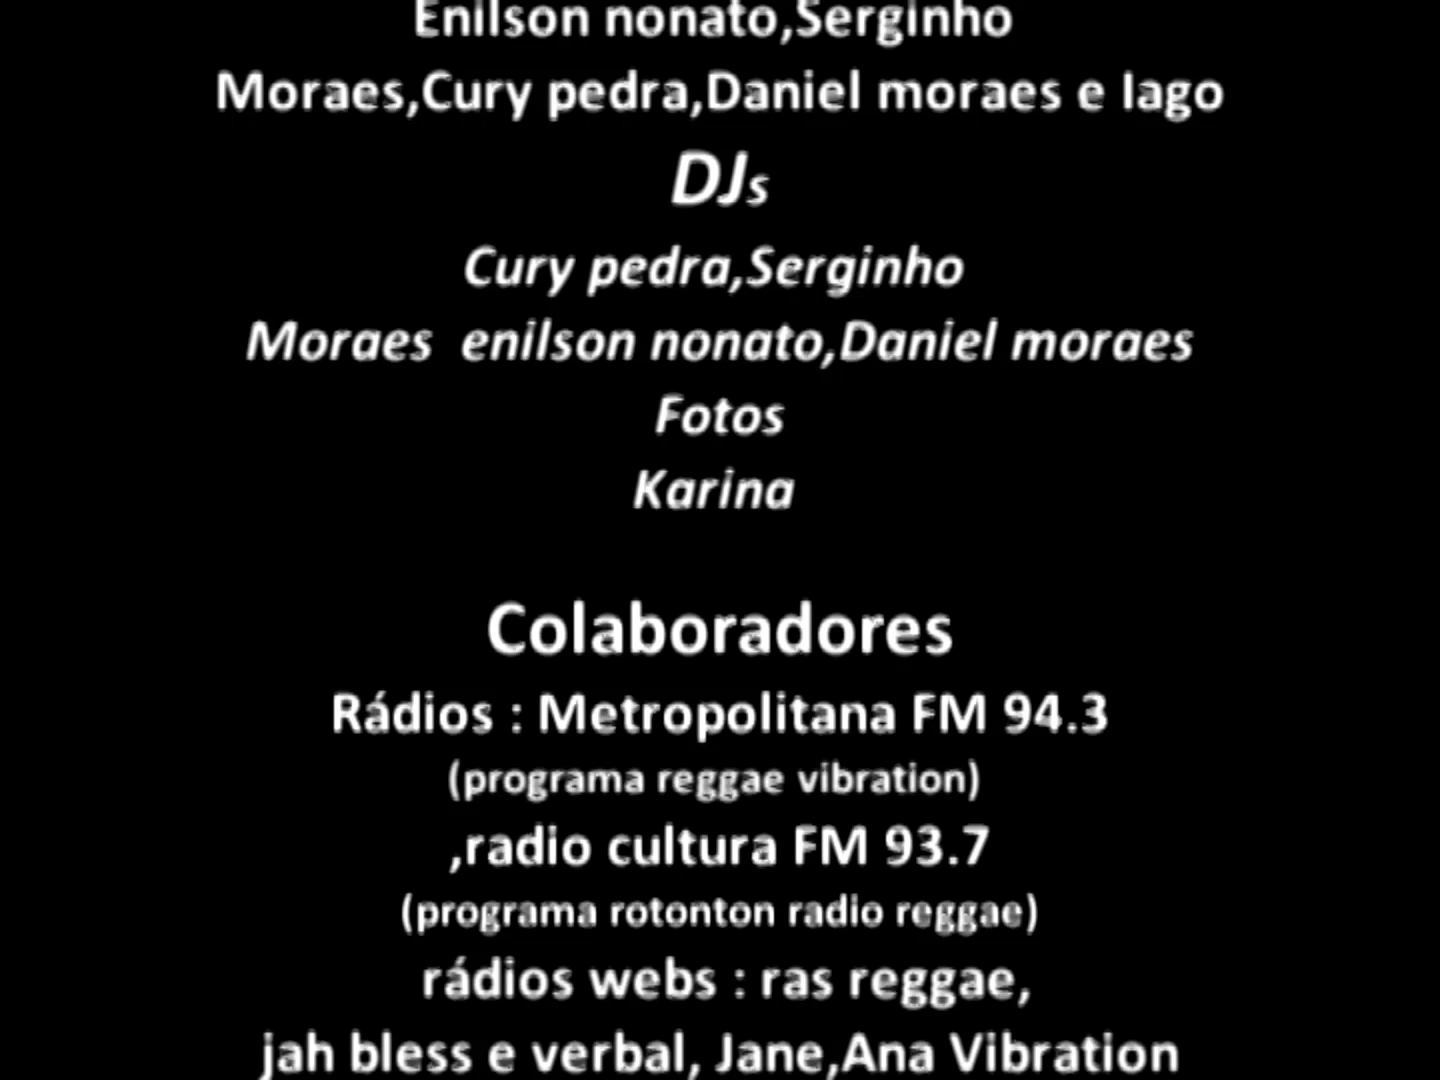 Enilson nonato,Serginho
Moraes,Cury pedra,Daniel moraes e Iago
DJs
Cury pedra,Serginho
Moraes  enilson nonato,Daniel moraes
Fotos
Karina
Colaboradores
Rádios : Metropolitana FM 94.3
(programa reggae vibration)
,radio cultura FM 93.7
(programa rotonton radio reggae)
rádios webs : ras reggae,
jah bless e verbal, Jane,Ana Vibration